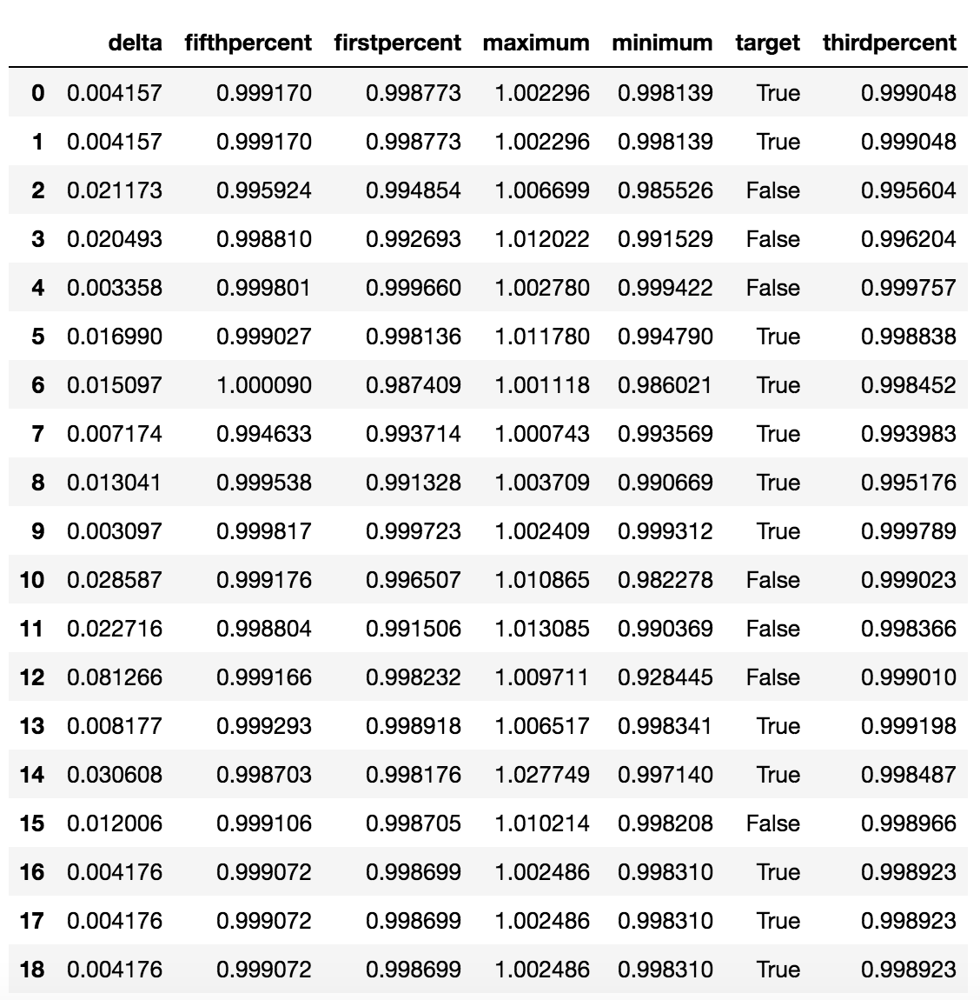 delta fifthpercent firstpercent maximum minimum target thirdpercent
0 0.004157 0.999170 0.998773 1.002296 0.998139 True 0.999048
1 0.004157 0.999170 0.998773 1.002296 0.998139 True 0.999048
2 0.021173 0.995924 0.994854 1.006699 0.985526 False 0.995604
3 0.020493 0.998810 0.992693 1.012022 0.991529 False 0.996204
4 0.003358 0.999801 0.999660 1.002780 0.999422 False 0.999757
5 0.016990 0.999027 0.998136 1.011780 0.994790 True 0.998838
6 0.015097 1.000090 0.987409 1.001118 0.986021 True 0.998452
7 0.007174 0.994633 0.993714 1.000743 0.993569 True 0.993983
8 0.013041 0.999538 0.991328 1.003709 0.990669 True 0.995176
9 0.003097 0.999817 0.999723 1.002409 0.999312 True 0.999789
10 0.028587 0.999176 0.996507 1.010865 0.982278 False 0.999023
11 0.022716 0.998804 0.991506 1.013085 0.990369 False 0.998366
12 0.081266 0.999166 0.998232 1.009711 0.928445 False 0.999010
13 0.008177 0.999293 0.998918 1.006517 0.998341 True 0.999198
14 0.030608 0.998703 0.998176 1.027749 0.997140 True 0.998487
15 0.012006 0.999106 0.998705 1.010214 0.998208 False 0.998966
16 0.004176 0.999072 0.998699 1.002486 0.998310 True 0.998923
17 0.004176 0.999072 0.998699 1.002486 0.998310 True 0.998923
18 0.004176 0.999072 0.998699 1.002486 0.998310 True 0.998923